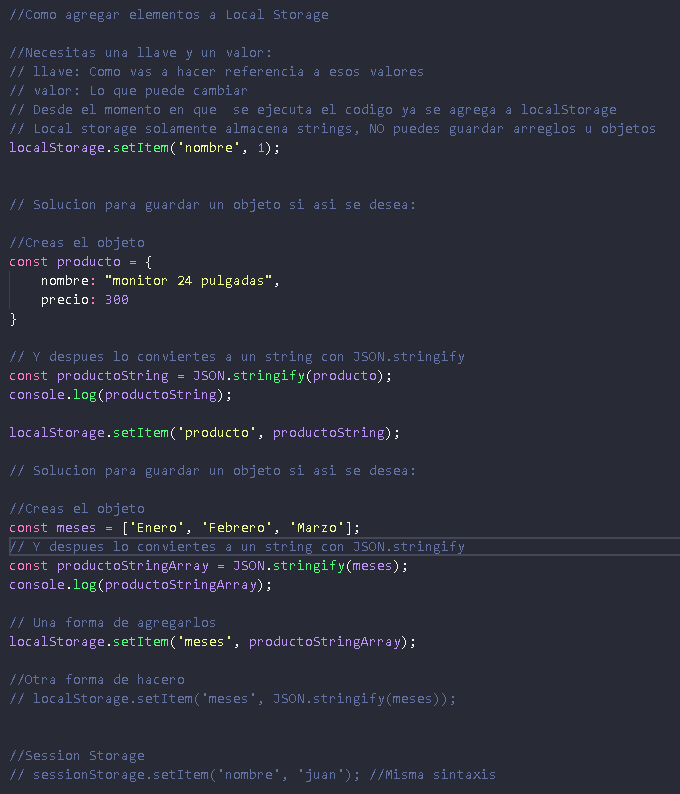 //Como agregar elementos a Local Storage
//Necesitas una llave y un valor:
// llave: Como vas a hacer referencia a esos valores
// valor: Lo que puede cambiar
// Desde el momento en que  se ejecuta el codigo ya se agrega a localStorage
// Local storage solamente almacena strings, NO puedes guardar arreglos u objetos
localStorage.setItem('nombre', 1);
// Solucion para guardar un objeto si asi se desea:
//Creas el objeto
const producto = {
    nombre: "monitor 24 pulgadas",
    precio: 300
}
// Y despues lo conviertes a un string con JSON.stringify
const productoString = JSON.stringify(producto);
console.log(productoString);
localStorage.setItem('producto', productoString);
// Solucion para guardar un objeto si asi se desea:
//Creas el objeto
const meses = ['Enero', 'Febrero', 'Marzo'];
// Y despues lo conviertes a un string con JSON.stringify
const productoStringArray = JSON.stringify(meses);
console.log(productoStringArray);
// Una forma de agregarlos
localStorage.setItem('meses', productoStringArray);
//Otra forma de hacero
// localStorage.setItem('meses', JSON.stringify(meses));
//Session Storage
// sessionStorage.setItem('nombre', 'juan'); //Misma sintaxis